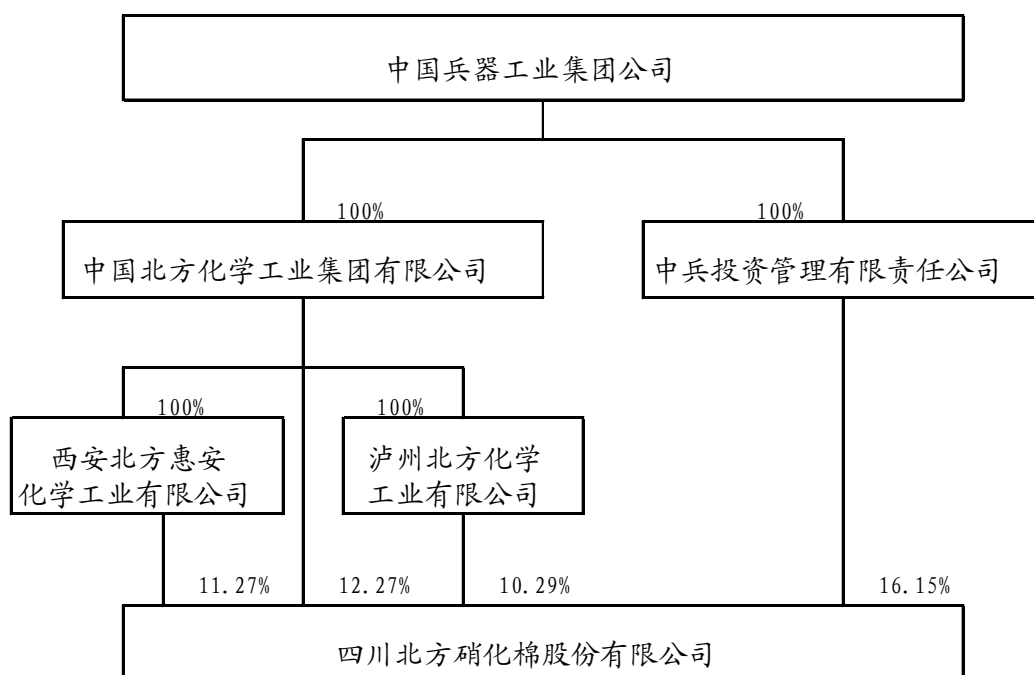 中国兵器工业集团公司
100%
100%
中国北方化学工业集团有限公司
中兵投资管理有限责任公司
100%
100%
西安北方惠安
化学工业有限公司
泸州北方化学
工业有限公司
11.27%
12.27%
10.29%
16.15%
四川北方硝化棉股份有限公司